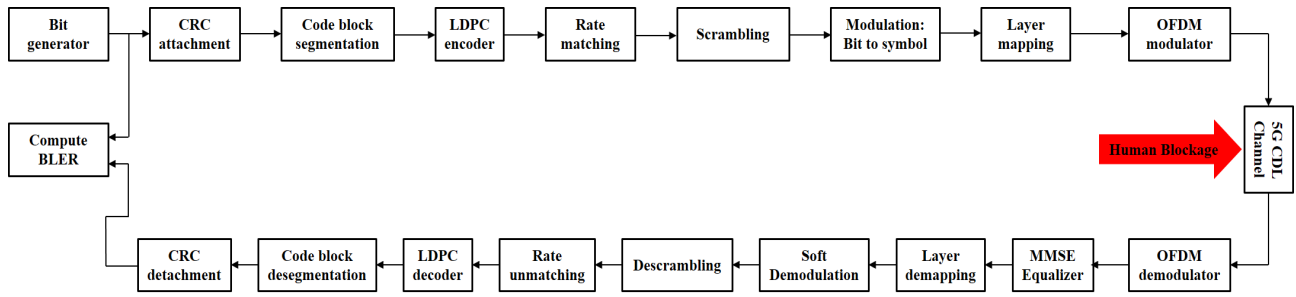 Bit
generator
CRC
attachment
Code block
segmentation
LDPC
encoder
Rate
matching
Scrambling
Modulation:
Bit to symbol
Layer
mapping
OFDM
modulator
5G CDL
Channel
Human Blockage
Compute
BLER
CRC
detachment
Code block
desegmentation
LDPC
decoder
Rate
unmatching
Descrambling
Soft
Demodulation
Layer
demapping
MMSE
Equalizer
OFDM
demodulator